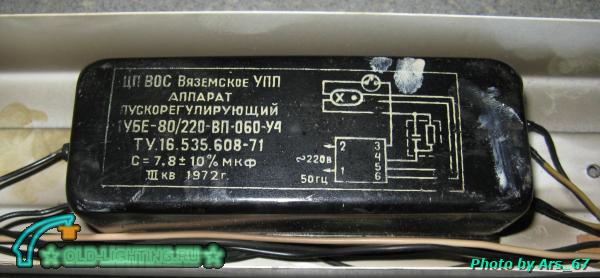 ЦП ВОС Вяземское УПП
АППАРАТ
ПУСКОРЕГУЛИРУЮЩИЙ
1УБЕ-80/220-ВП-060-У4
ТУ.16.535.608-71
С=7.8±10% мкф
III кв 1972г.
2
1
3
4
5
6
~220в
50гц
OLD-LIGHTING.RU
Photo by Ars_67